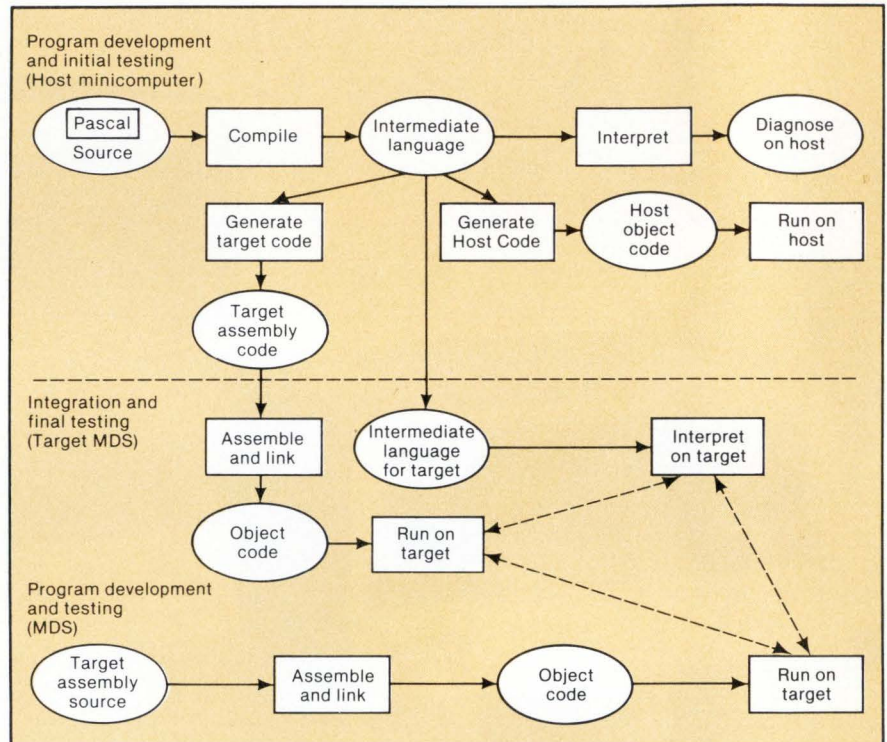 Program development
and initial testing
(Host minicomputer)
Pascal
Source
Compile
Intermediate
language
Interpret
Diagnose
on host
Generate
target code
Generate
Host Code
Host
object
code
Run on
host
Target
assembly
code
Integration and
final testing
(Target MDS)
Assemble
and link
Intermediate
language
for target
Interpret
on target
Object
code
Run on
target
Program development
and testing
(MDS)
Target
assembly
source
Assemble
and link
Object
code
Run on
target